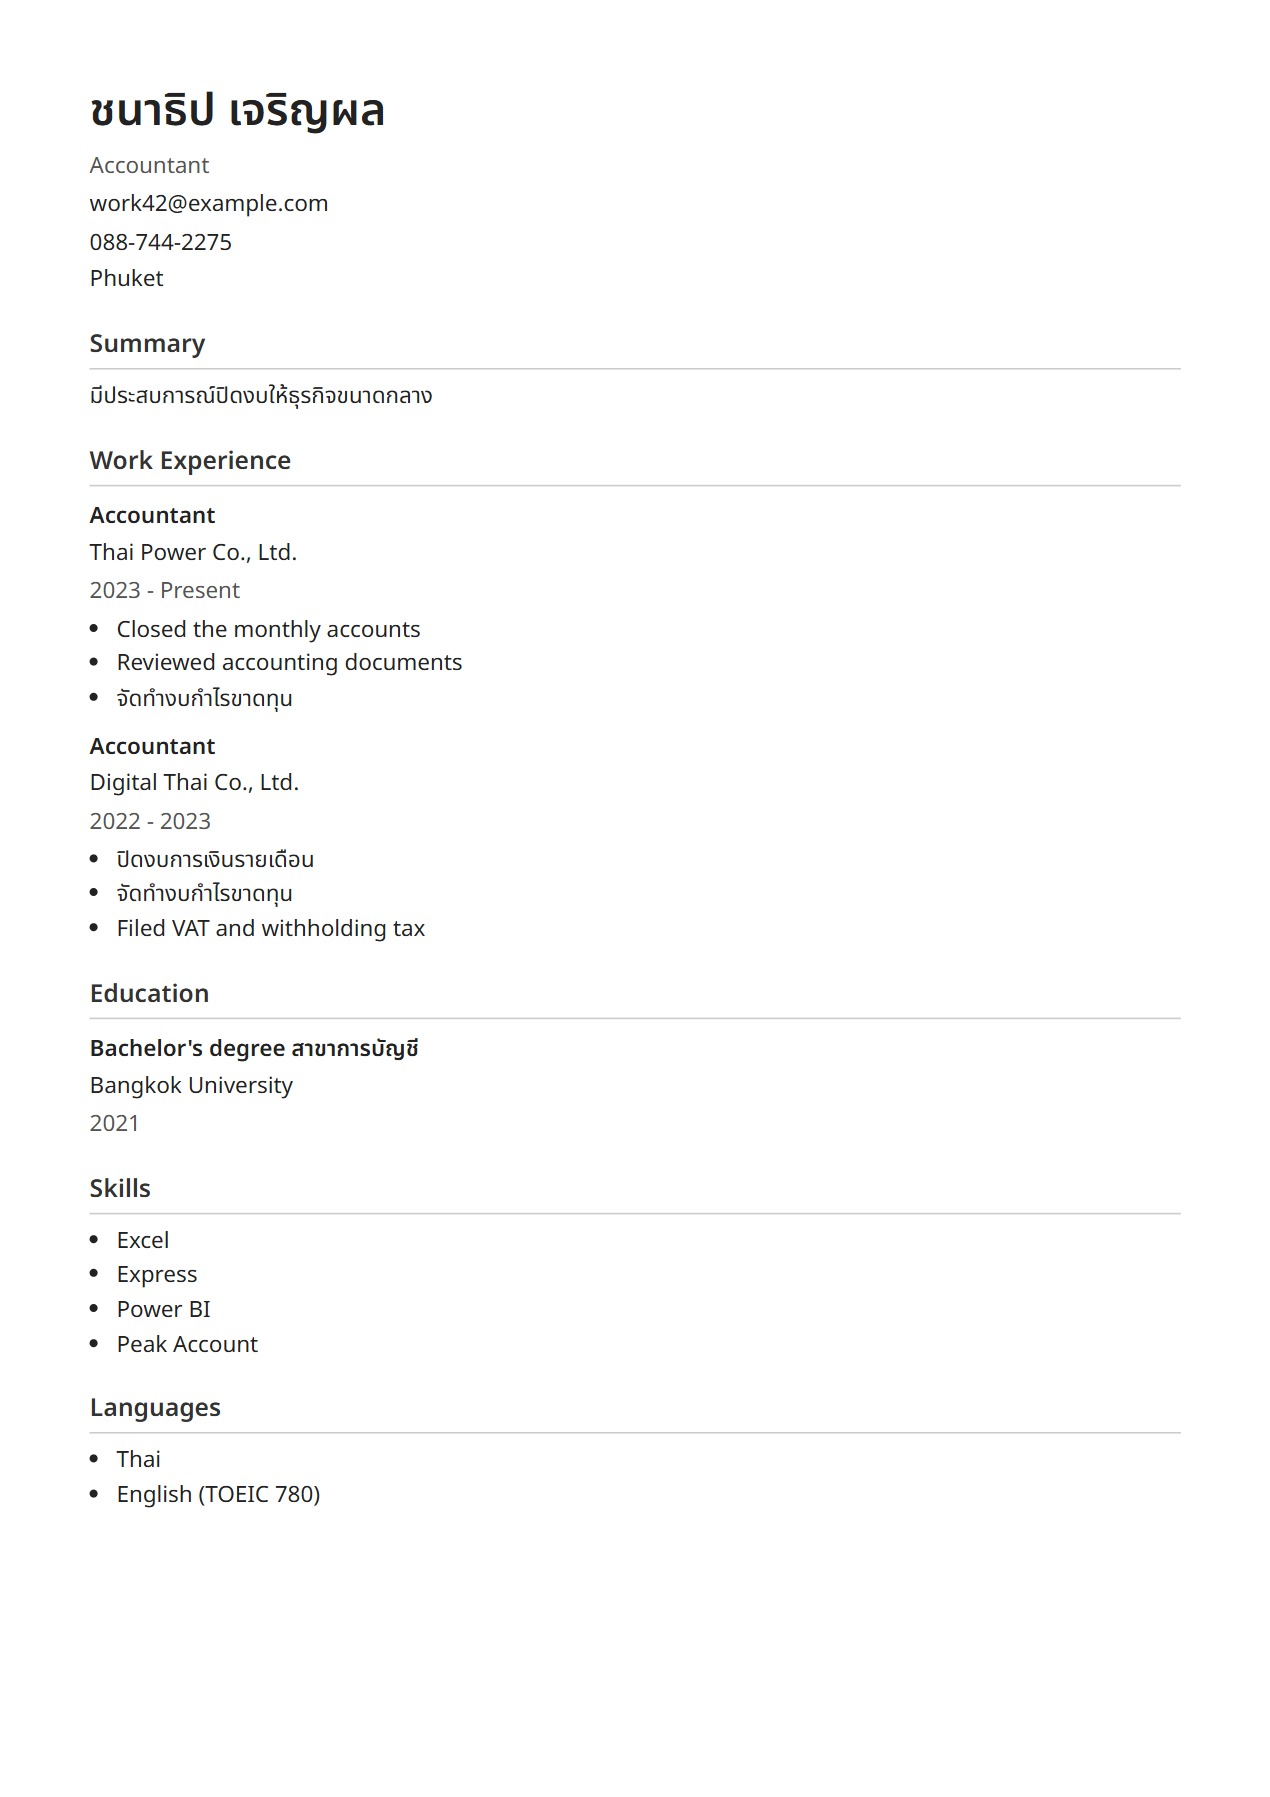 ชนาธิป เจริญผล
Accountant
work42@example.com
088-744-2275
Phuket
Summary
มีประสบการณ์ปิดงบให้ธุรกิจขนาดกลาง
Work Experience
Accountant
Thai Power Co., Ltd.
2023 - Present
• Closed the monthly accounts
• Reviewed accounting documents
• จัดทำงบกำไรขาดทุน
Accountant
Digital Thai Co., Ltd.
2022 - 2023
• ปิดงบการเงินรายเดือน
• จัดทำงบกำไรขาดทุน
• Filed VAT and withholding tax
Education
Bachelor's degree สาขาการบัญชี
Bangkok University
2021
Skills
• Excel
• Express
• Power BI
• Peak Account
Languages
• Thai
• English (TOEIC 780)